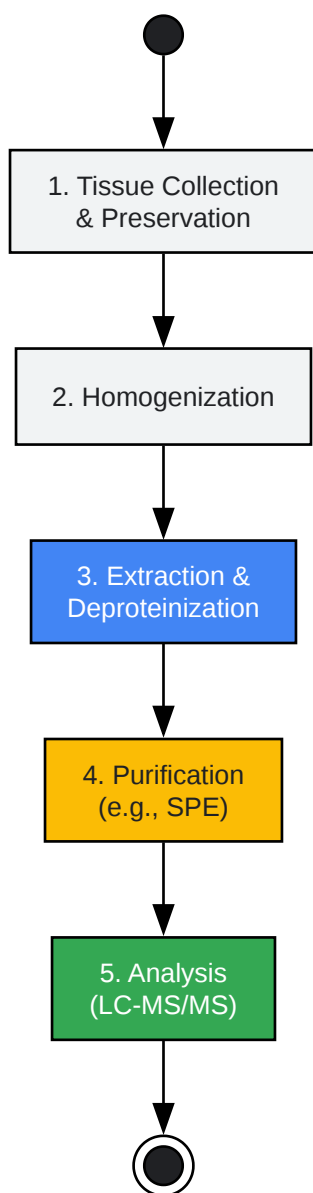 1. Tissue Collection
& Preservation
2. Homogenization
3. Extraction &
Deproteinization
4. Purification
(e.g., SPE)
5. Analysis
(LC-MS/MS)